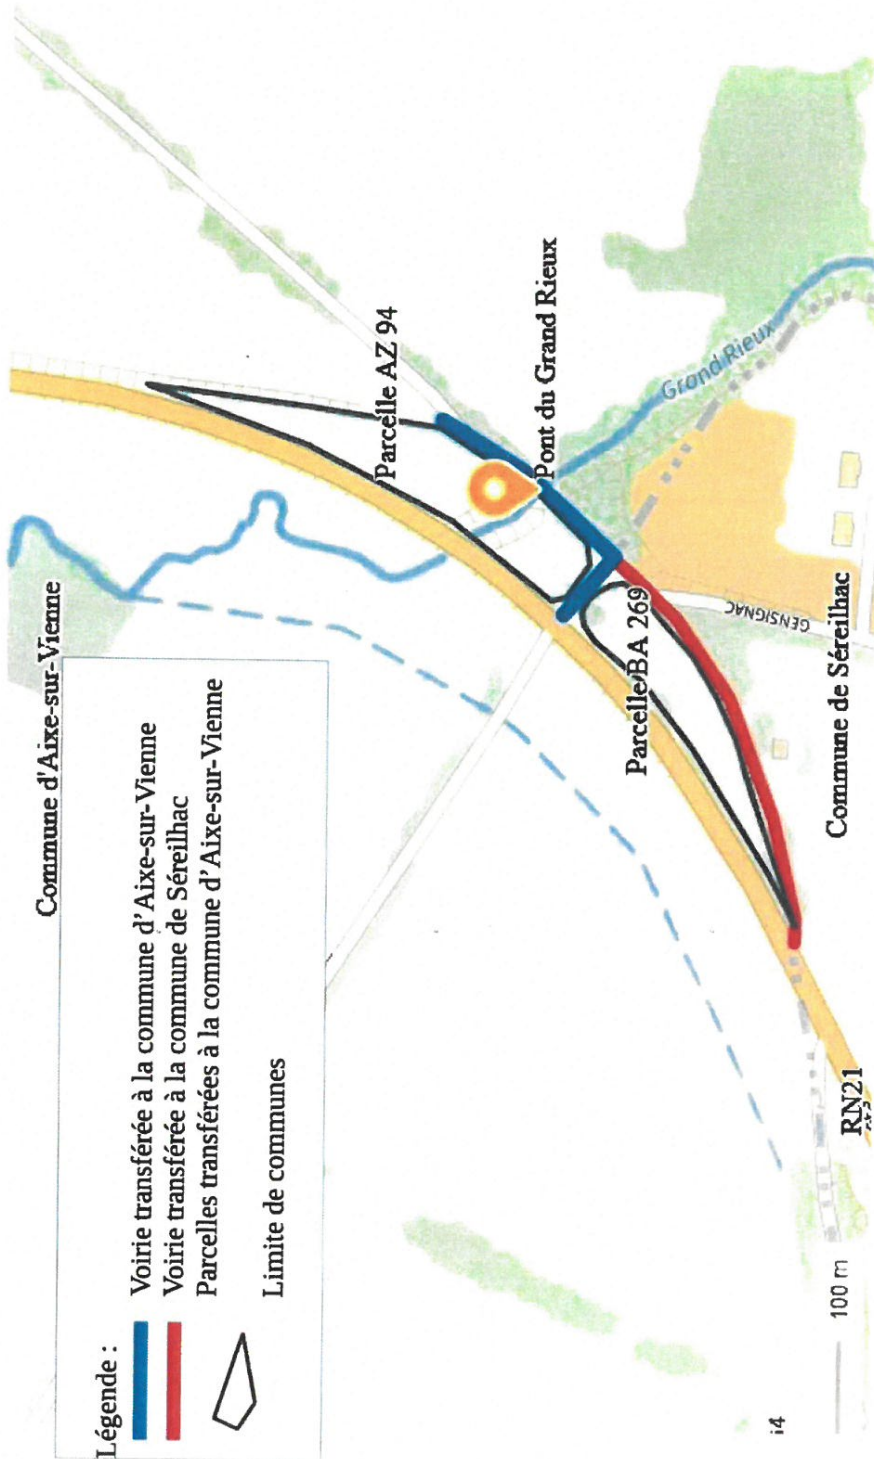 Commune d'Aixe-sur-Vienne
Légende :
Voirie transférée à la commune d'Aixe-sur-Vienne
Voirie transférée à la commune de Séreilhac
Parcelles transférées à la commune d'Aixe-sur-Vienne
Limite de communes
Parcelle AZ 94
Pont du Grand Rieux
Grand Rieux
Parcelle BA 269
GENSIGNAC
Commune de Séreilhac
RN21
i4
100 m